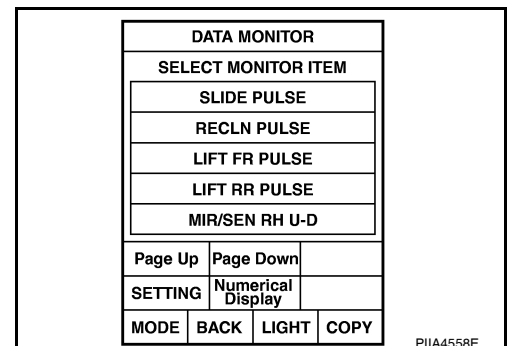 DATA MONITOR
SELECT MONITOR ITEM
SLIDE PULSE
RECLN PULSE
LIFT FR PULSE
LIFT RR PULSE
MIR/SEN RH U-D
Page Up Page Down
SETTING Numerical
Display
MODE BACK LIGHT COPY
PIIA4558E